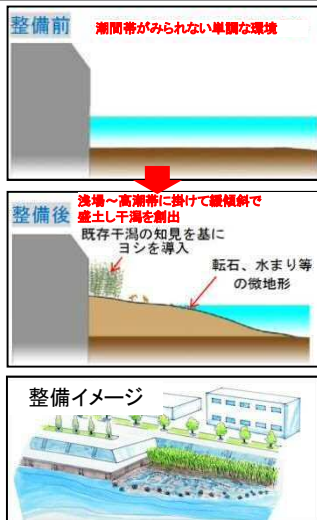 整備前
潮間帯がみられない単調な環境
整備後
浅場～高潮帯に掛けて緩傾斜で
盛土し干潟を創出
既存干潟の知見を基に
ヨシを導入
転石、水まり等
の微地形
整備イメージ